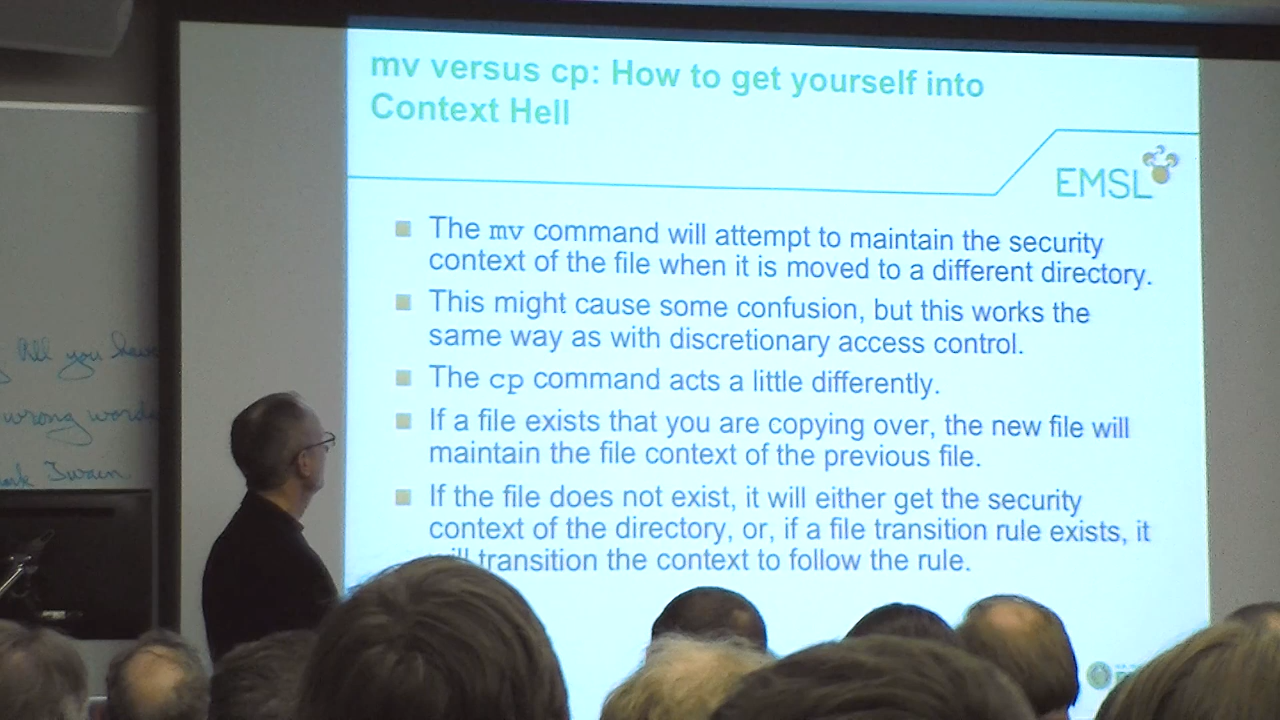 mv versus cp: How to get yourself into
Context Hell
EMSL
The mv command will attempt to maintain the security
context of the file when it is moved to a different directory.
This might cause some confusion, but this works the
same way as with discretionary access control.
The cp command acts a little differently.
If a file exists that you are copying over, the new file will
maintain the file context of the previous file.
If the file does not exist, it will either get the security
context of the directory, or, if a file transition rule exists, it
will transition the context to follow the rule.
All you have
wrong words
Twain